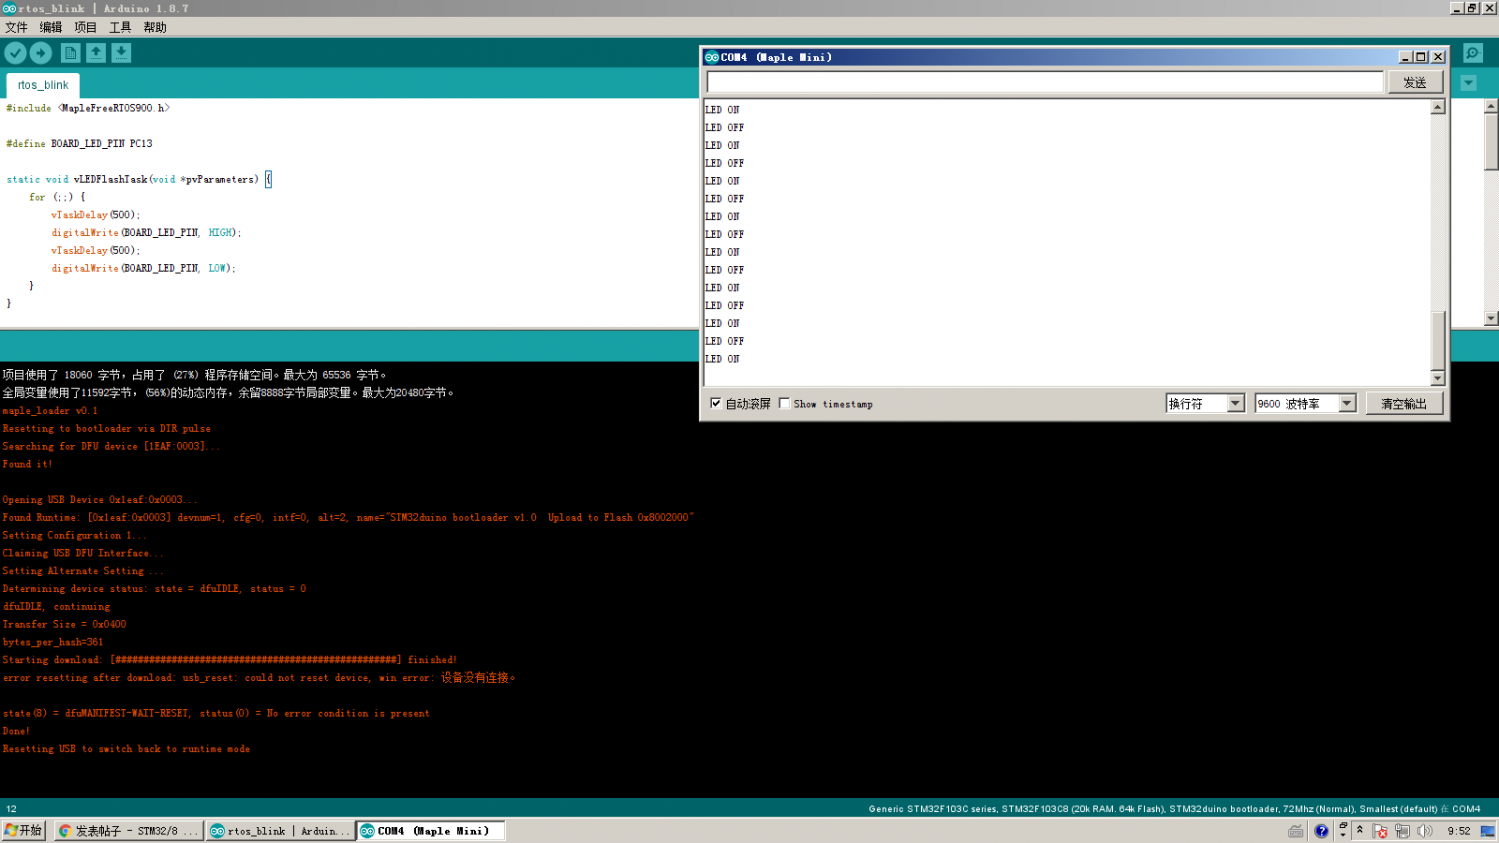 rtos_blink | Arduino 1.8.7
文件 编辑 项目 工具 帮助
rtos_blink
#include <MapleFreeRTOS900.h>
#define BOARD_LED_PIN PC13
static void vLEDFlashTask(void *pvParameters) {
for (;;) {
vTaskDelay(500);
digitalWrite(BOARD_LED_PIN, HIGH);
vTaskDelay(500);
digitalWrite(BOARD_LED_PIN, LOW);
}
}
COM4 (Maple Mini)
发送
LED ON
LED OFF
LED ON
LED OFF
LED ON
LED OFF
LED ON
LED OFF
LED ON
LED OFF
LED ON
LED OFF
LED ON
LED OFF
LED ON
自动滚屏 Show timestamp 换行符 9600 波特率 清空输出
项目使用了 18060 字节，占用了 (27%) 程序存储空间。最大为 65536 字节。
全局变量使用了11592字节，(56%)的动态内存，余留8888字节局部变量。最大为20480字节。
maple_loader v0.1
Resetting to bootloader via DTR pulse
Searching for DFU device [1EAF:0003]...
Found it!
Opening USB Device 0x1eaf:0x0003...
Found Runtime: [0x1eaf:0x0003] devnum=1, cfg=0, intf=0, alt=2, name="STM32duino bootloader v1.0  Upload to Flash 0x8002000"
Setting Configuration 1...
Claiming USB DFU Interface...
Setting Alternate Setting ...
Determining device status: state = dfuIDLE, status = 0
dfuIDLE, continuing
Transfer Size = 0x0400
bytes_per_hash=361
Starting download: [##################################################] finished!
error resetting after download: usb_reset: could not reset device, win error: 设备没有连接。
state(8) = dfuMANIFEST-WAIT-RESET, status(0) = No error condition is present
Done!
Resetting USB to switch back to runtime mode
12
Generic STM32F103C series, STM32F103C8 (20k RAM. 64k Flash), STM32duino bootloader, 72Mhz (Normal), Smallest (default) 在 COM4
开始 发表帖子 - STM32/8 ... rtos_blink | Arduin... COM4 (Maple Mini) 9:52